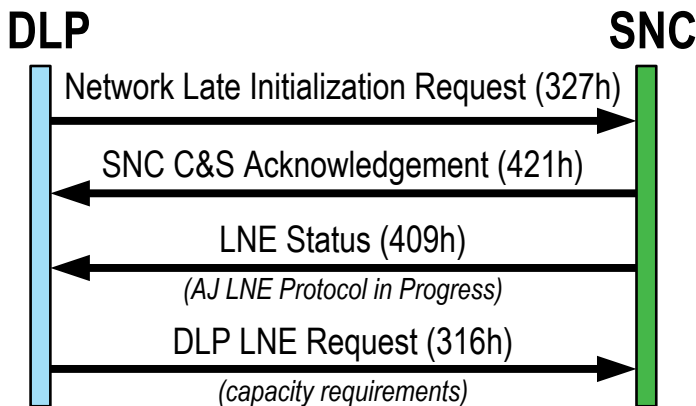 DLP SNC
Network Late Initialization Request (327h)
SNC C&S Acknowledgement (421h)
LNE Status (409h)
(AJ LNE Protocol in Progress)
DLP LNE Request (316h)
(capacity requirements)